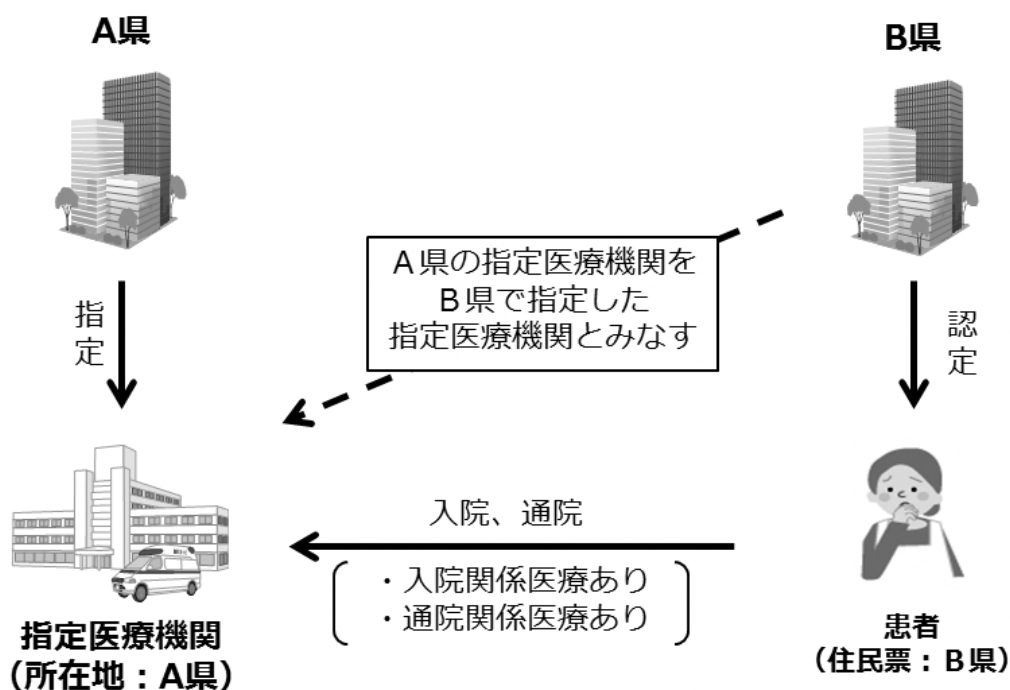 A県
B県
A県の指定医療機関を
B県で指定した
指定医療機関とみなす
指定
認定
入院、通院
・入院関係医療あり
・通院関係医療あり
指定医療機関
（所在地：A県）
患者
（住民票：B県）